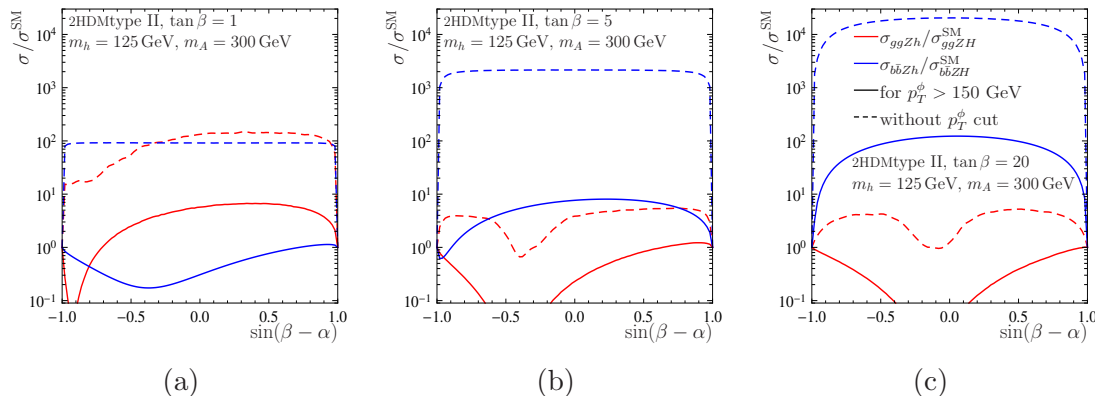 2HDMtype II, tan β = 1
m_h = 125 GeV, m_A = 300 GeV
σ/σ^SM
10^4
10^3
10^2
10^1
10^0
10^−1
-1.0 -0.5 0.0 0.5 1.0
sin(β − α)
(a)
2HDMtype II, tan β = 5
m_h = 125 GeV, m_A = 300 GeV
σ/σ^SM
10^4
10^3
10^2
10^1
10^0
10^−1
-1.0 -0.5 0.0 0.5 1.0
sin(β − α)
(b)
σ/σ^SM
10^4
10^3
10^2
10^1
10^0
10^−1
σ_ggZh/σ^SM_ggZH
σ_bb̄Zh/σ^SM_bb̄ZH
for p_T^ϕ > 150 GeV
without p_T^ϕ cut
2HDMtype II, tan β = 20
m_h = 125 GeV, m_A = 300 GeV
-1.0 -0.5 0.0 0.5 1.0
sin(β − α)
(c)